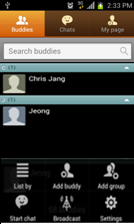 2:33 PM
Buddies Chats My page
Search buddies
C (1)
Chris Jang
J (1)
Jeong
List by Add buddy Add group
Start chat Broadcast Settings